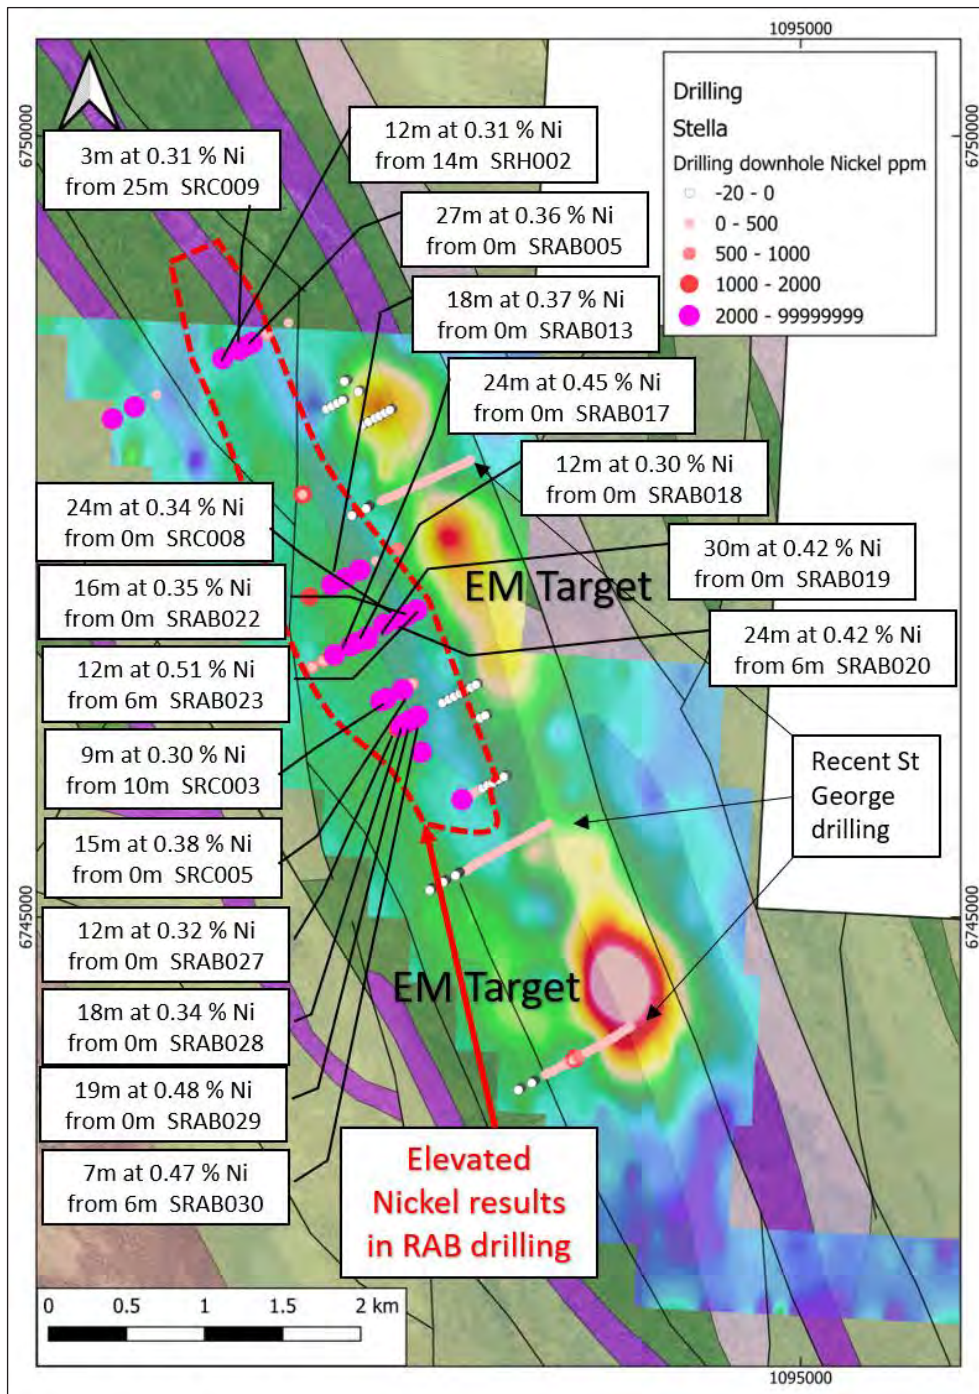 1095000
6750000
6750000
Drilling
Stella
Drilling downhole Nickel ppm
-20 - 0
0 - 500
500 - 1000
1000 - 2000
2000 - 99999999
12m at 0.31 % Ni
from 14m SRH002
3m at 0.31 % Ni
from 25m SRC009
27m at 0.36 % Ni
from 0m SRAB005
18m at 0.37 % Ni
from 0m SRAB013
24m at 0.45 % Ni
from 0m SRAB017
12m at 0.30 % Ni
from 0m SRAB018
24m at 0.34 % Ni
from 0m SRC008
30m at 0.42 % Ni
from 0m SRAB019
EM Target
16m at 0.35 % Ni
from 0m SRAB022
24m at 0.42 % Ni
from 6m SRAB020
12m at 0.51 % Ni
from 6m SRAB023
9m at 0.30 % Ni
from 10m SRC003
Recent St
George
drilling
15m at 0.38 % Ni
from 0m SRC005
6745000
6745000
12m at 0.32 % Ni
from 0m SRAB027
EM Target
18m at 0.34 % Ni
from 0m SRAB028
19m at 0.48 % Ni
from 0m SRAB029
7m at 0.47 % Ni
from 6m SRAB030
Elevated
Nickel results
in RAB drilling
0 0.5 1 1.5 2 km
1095000